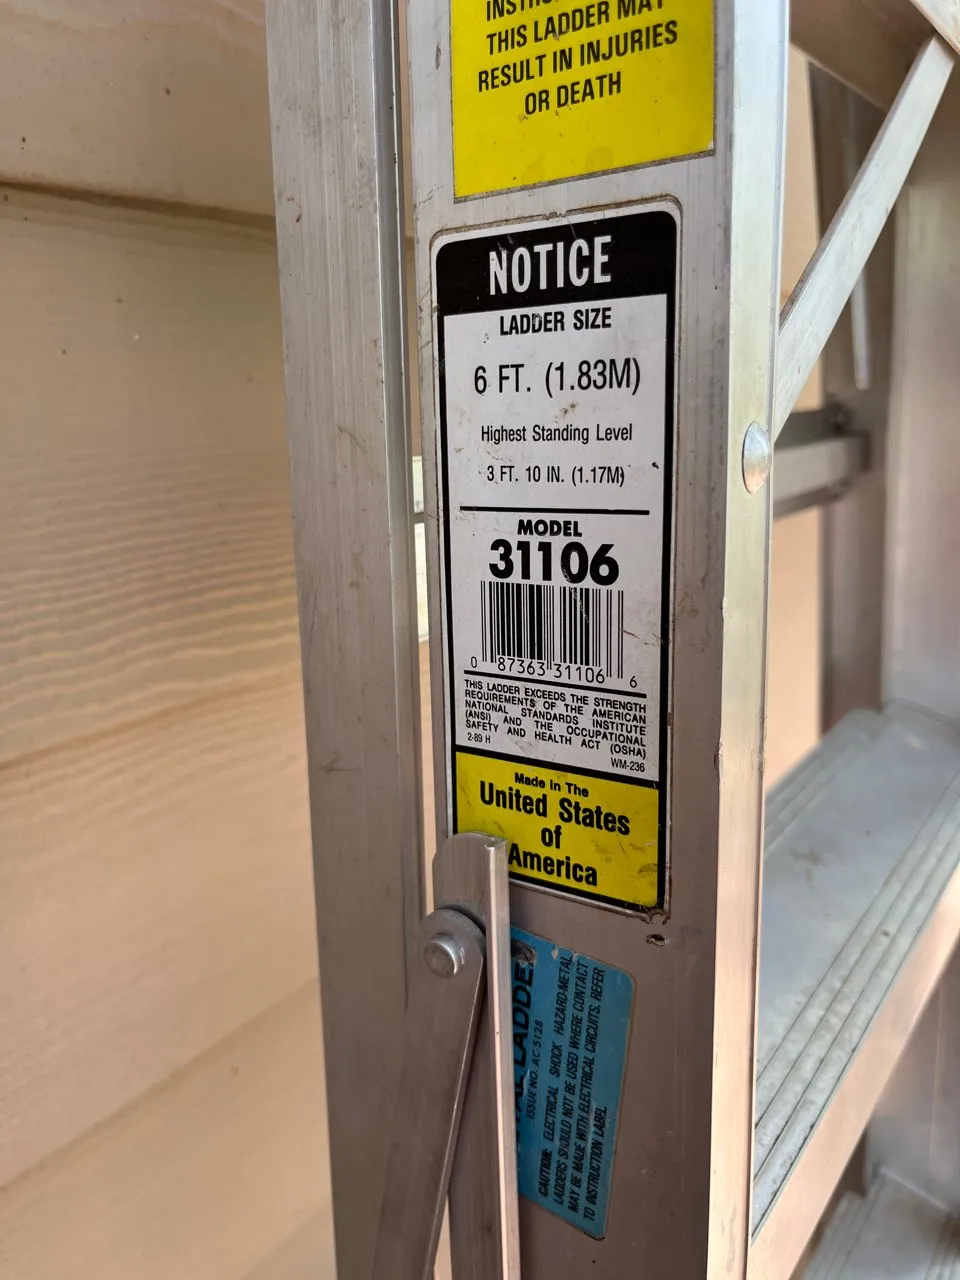 THIS LADDER MAY
RESULT IN INJURIES
OR DEATH
NOTICE
LADDER SIZE
6 FT. (1.83M)
Highest Standing Level
3 FT. 10 IN. (1.17M)
MODEL
31106
0 87363 31106 6
THIS LADDER EXCEEDS THE STRENGTH
REQUIREMENTS OF THE AMERICAN
NATIONAL STANDARDS INSTITUTE
(ANSI) AND THE OCCUPATIONAL
SAFETY AND HEALTH ACT (OSHA)
2-89 H
WM-236
Made in The
United States
of
America
ISSUE NO. AC-5128
CAUTION: ELECTRICAL SHOCK HAZARD-METAL
LADDERS SHOULD NOT BE USED WHERE CONTACT
MAY BE MADE WITH ELECTRICAL CIRCUITS. REFER
TO INSTRUCTION LABEL